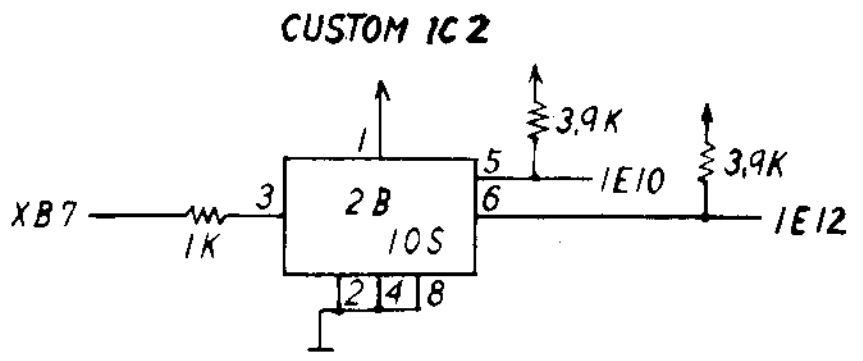 CUSTOM IC 2
3.9K
3.9K
1
5
1E10
3
2B
6
XB7
1E12
1K
10S
2
4
8